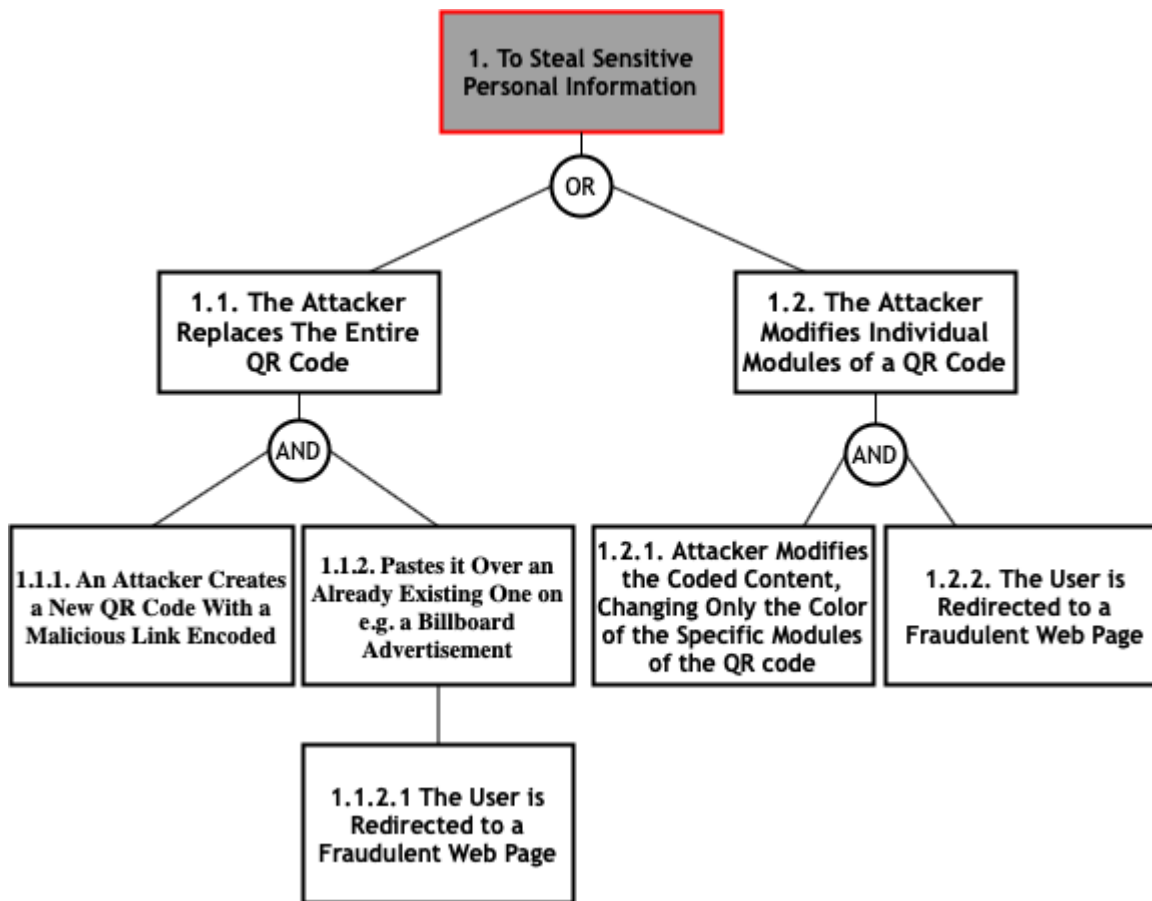 1. To Steal Sensitive
Personal Information
OR
1.1. The Attacker
Replaces The Entire
QR Code
1.2. The Attacker
Modifies Individual
Modules of a QR Code
AND
AND
1.1.1. An Attacker Creates
a New QR Code With a
Malicious Link Encoded
1.1.2. Pastes it Over an
Already Existing One on
e.g. a Billboard
Advertisement
1.2.1. Attacker Modifies
the Coded Content,
Changing Only the Color
of the Specific Modules
of the QR code
1.2.2. The User is
Redirected to a
Fraudulent Web Page
1.1.2.1 The User is
Redirected to a
Fraudulent Web Page